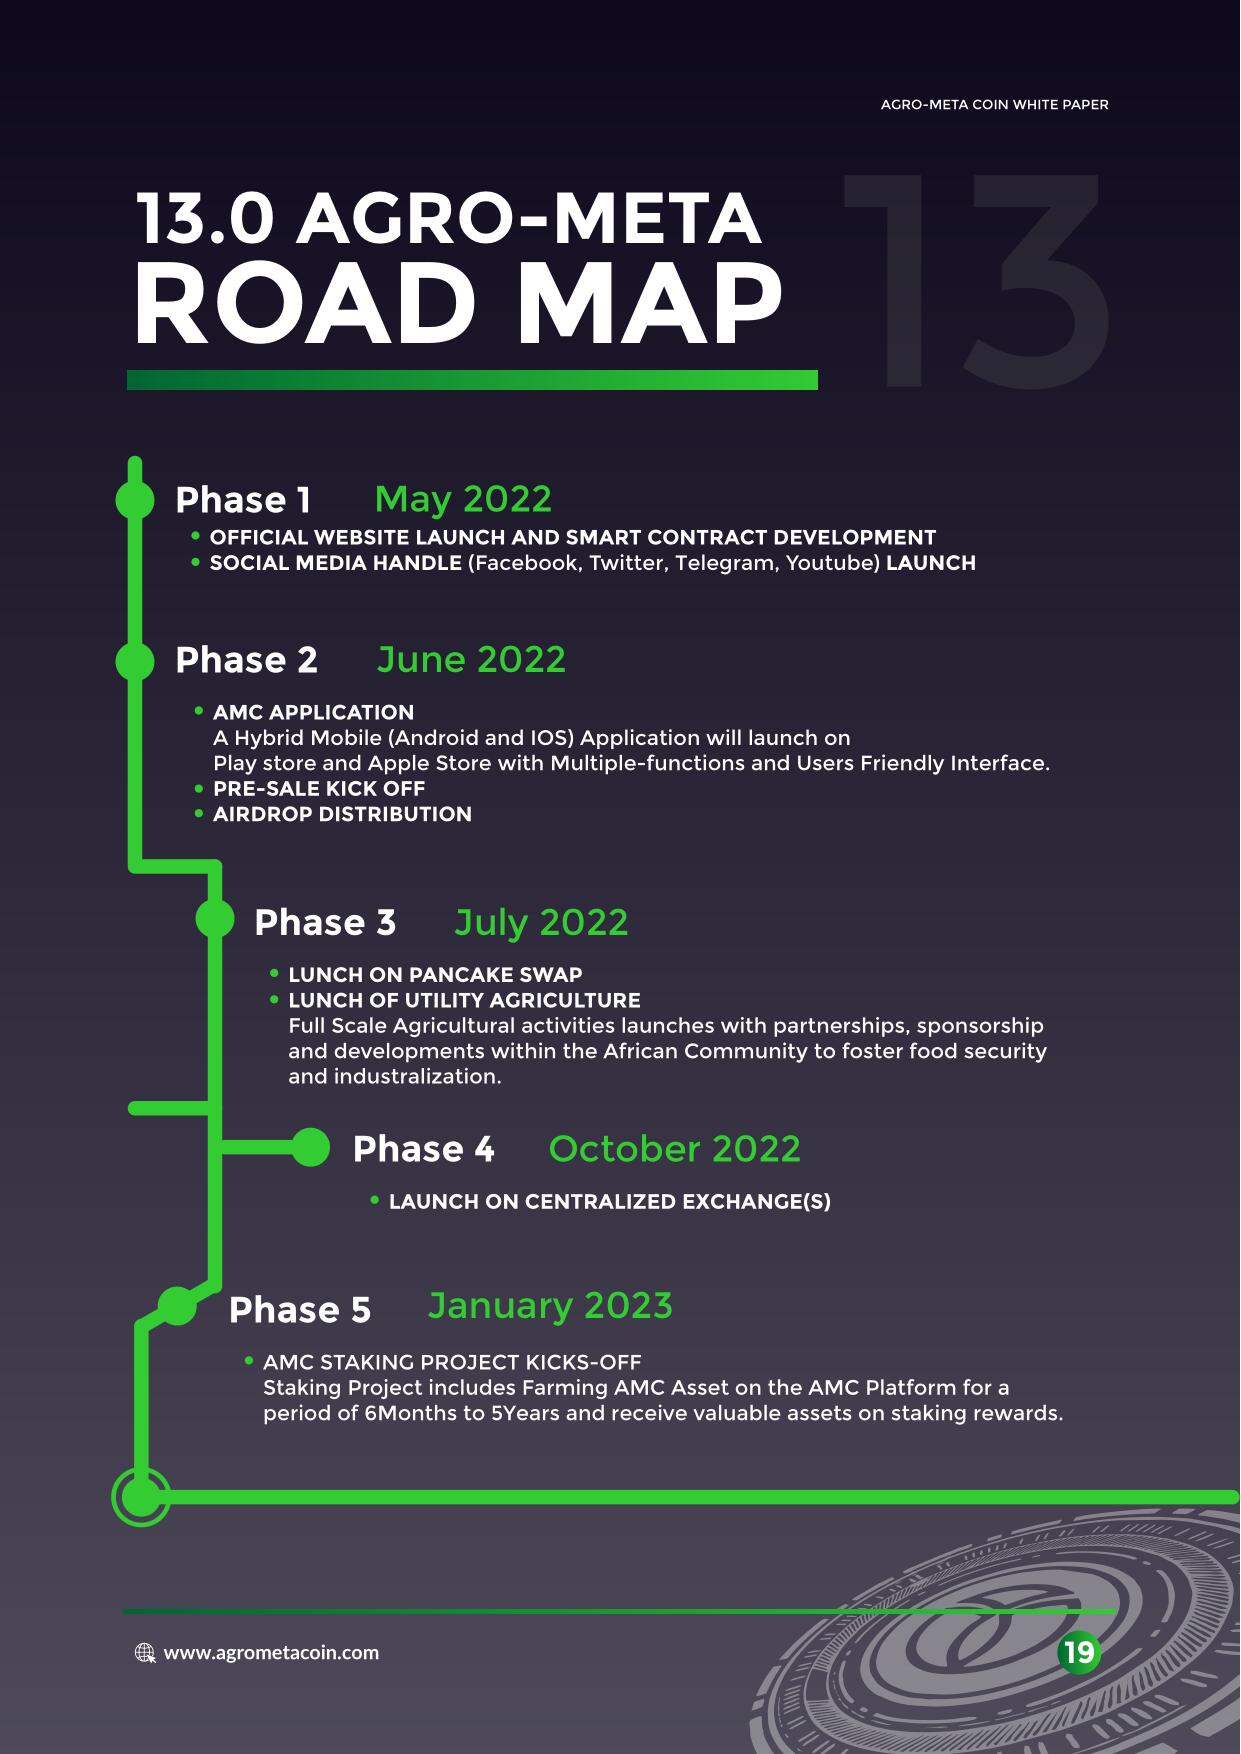 AGRO-META COIN WHITE PAPER
13.0 AGRO-META
ROAD MAP
13
Phase 1 May 2022
• OFFICIAL WEBSITE LAUNCH AND SMART CONTRACT DEVELOPMENT
• SOCIAL MEDIA HANDLE (Facebook, Twitter, Telegram, Youtube) LAUNCH
Phase 2 June 2022
• AMC APPLICATION
A Hybrid Mobile (Android and IOS) Application will launch on
Play store and Apple Store with Multiple-functions and Users Friendly Interface.
• PRE-SALE KICK OFF
• AIRDROP DISTRIBUTION
Phase 3 July 2022
• LUNCH ON PANCAKE SWAP
• LUNCH OF UTILITY AGRICULTURE
Full Scale Agricultural activities launches with partnerships, sponsorship
and developments within the African Community to foster food security
and industralization.
Phase 4 October 2022
• LAUNCH ON CENTRALIZED EXCHANGE(S)
Phase 5 January 2023
• AMC STAKING PROJECT KICKS-OFF
Staking Project includes Farming AMC Asset on the AMC Platform for a
period of 6Months to 5Years and receive valuable assets on staking rewards.
www.agrometacoin.com
19